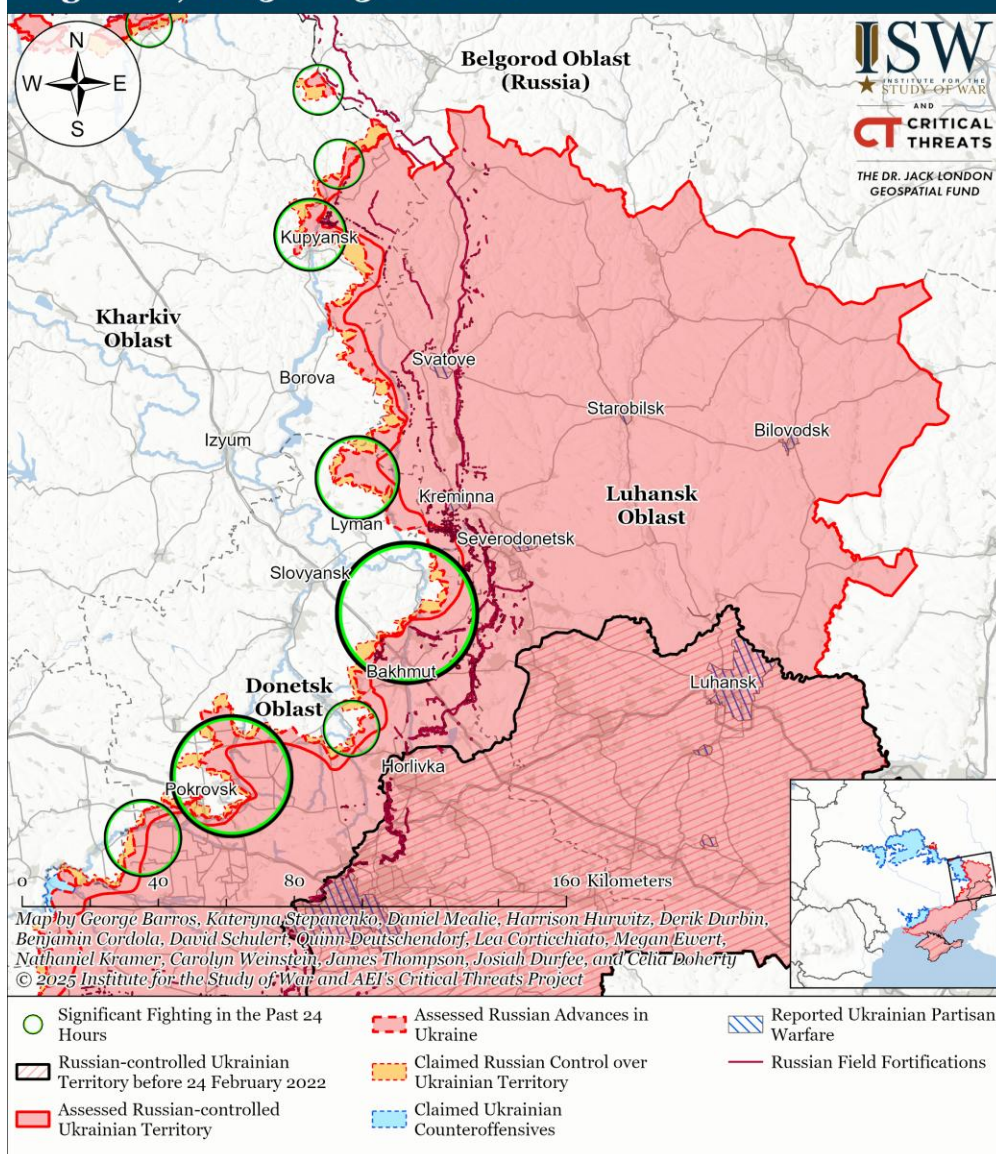 N
W
E
S
Belgorod Oblast
(Russia)
ISW
INSTITUTE FOR THE
STUDY OF WAR
AND
CT CRITICAL
THREATS
THE DR. JACK LONDON
GEOSPATIAL FUND
Kupyansk
Kharkiv
Oblast
Svatove
Borova
Starobilsk
Bilovodsk
Izyum
Kreminna
Luhansk
Oblast
Lyman
Severodonetsk
Slovyansk
Bakhmut
Luhansk
Donetsk
Oblast
Horlivka
Pokrovsk
0
40
80
160 Kilometers
Map by George Barros, Kateryna Stepanenko, Daniel Mealie, Harrison Hurwitz, Derik Durbin,
Benjamin Cordola, David Schulert, Quinn Deutschendorf, Lea Corticchiato, Megan Ewert,
Nathaniel Kramer, Carolyn Weinstein, James Thompson, Josiah Durfee, and Celia Doherty
© 2025 Institute for the Study of War and AEI's Critical Threats Project
Significant Fighting in the Past 24
Hours
Russian-controlled Ukrainian
Territory before 24 February 2022
Assessed Russian-controlled
Ukrainian Territory
Assessed Russian Advances in
Ukraine
Claimed Russian Control over
Ukrainian Territory
Claimed Ukrainian
Counteroffensives
Reported Ukrainian Partisan
Warfare
Russian Field Fortifications